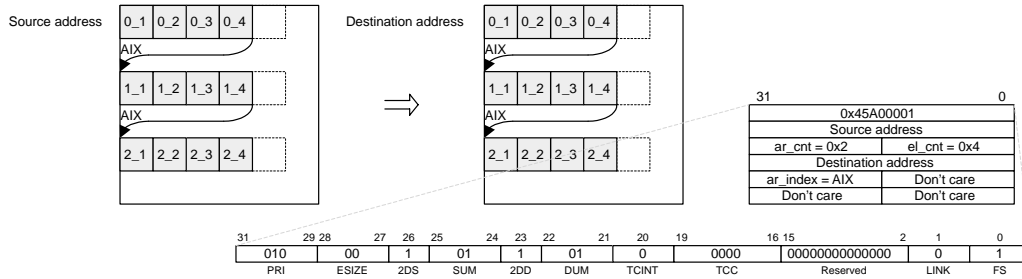 Source address
Destination address
0_1 0_2 0_3 0_4
0_1 0_2 0_3 0_4
AIX
AIX
1_1 1_2 1_3 1_4
1_1 1_2 1_3 1_4
AIX
AIX
2_1 2_2 2_3 2_4
2_1 2_2 2_3 2_4
31 0
0x45A00001
Source address
ar_cnt = 0x2 el_cnt = 0x4
Destination address
ar_index = AIX Don't care
Don't care Don't care
31 29 28 27 26 25 24 23 22 21 20 19 16 15 2 1 0
010 00 1 01 1 01 0 0000 00000000000000 0 1
PRI ESIZE 2DS SUM 2DD DUM TCINT TCC Reserved LINK FS